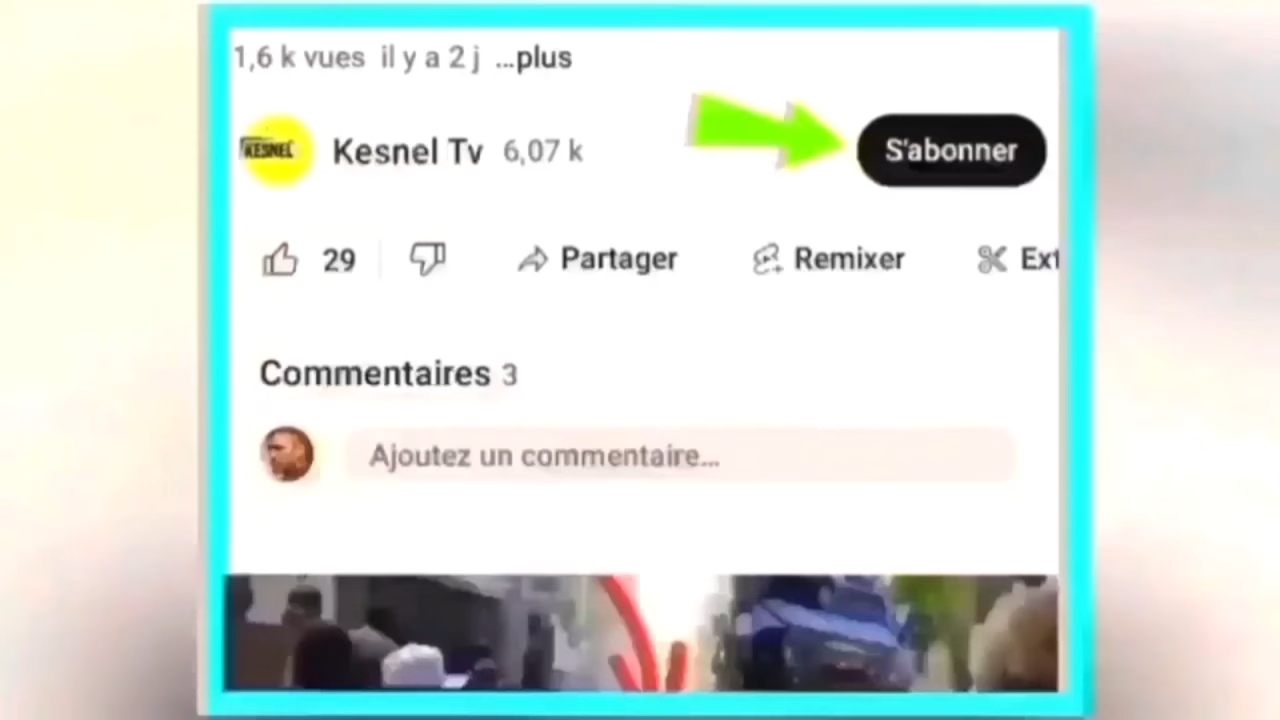 1,6 k vues il y a 2 j ...plus
KESNEL Kesnel Tv 6,07 k S'abonner
29 Partager Remixer Ext
Commentaires 3
Ajoutez un commentaire...